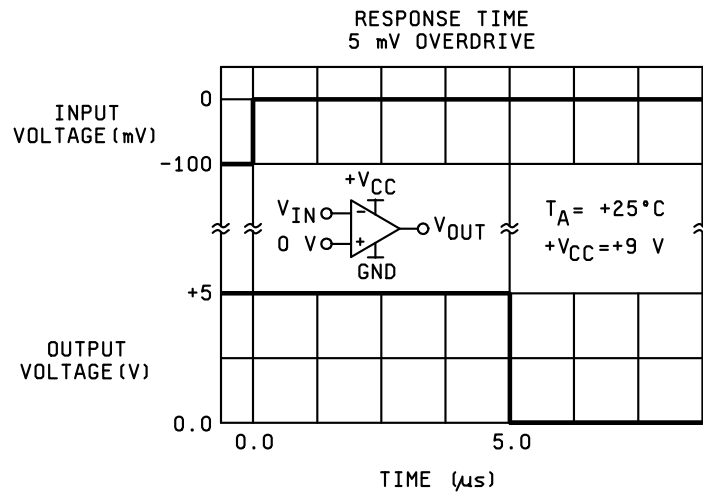 RESPONSE TIME
5 mV OVERDRIVE
0
INPUT
VOLTAGE(mV)
-100
+VCC
VIN
-
0 V
+
VOUT
GND
TA= +25°C
+VCC=+9 V
+5
OUTPUT
VOLTAGE(V)
0.0
0.0
5.0
TIME (μs)